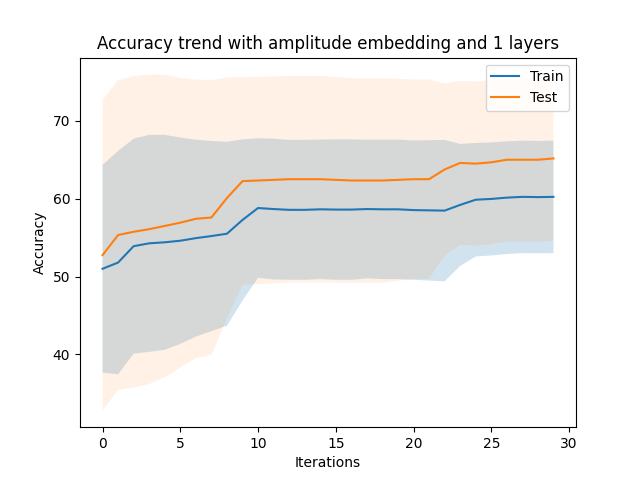 Accuracy trend with amplitude embedding and 1 layers
Train
Test
70
60
50
40
Accuracy
0 5 10 15 20 25 30
Iterations